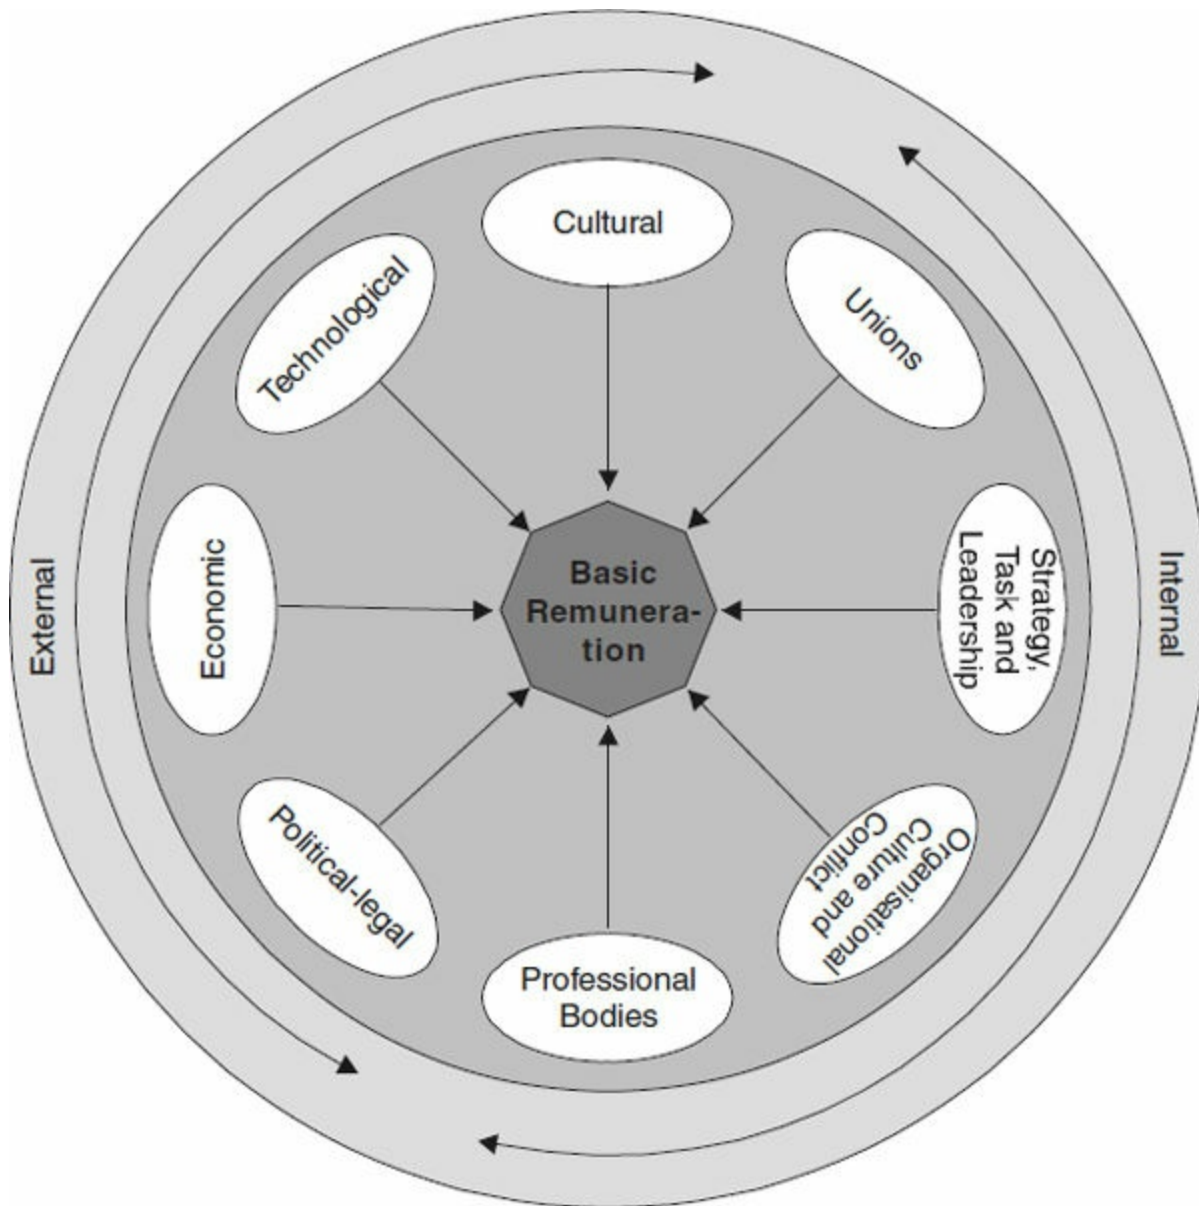 Cultural
Technological
Unions
External
Economic
Basic
Remunera-
tion
Strategy,
Task and
Leadership
Internal
Political-legal
Organisational
Culture and
Conflict
Professional
Bodies